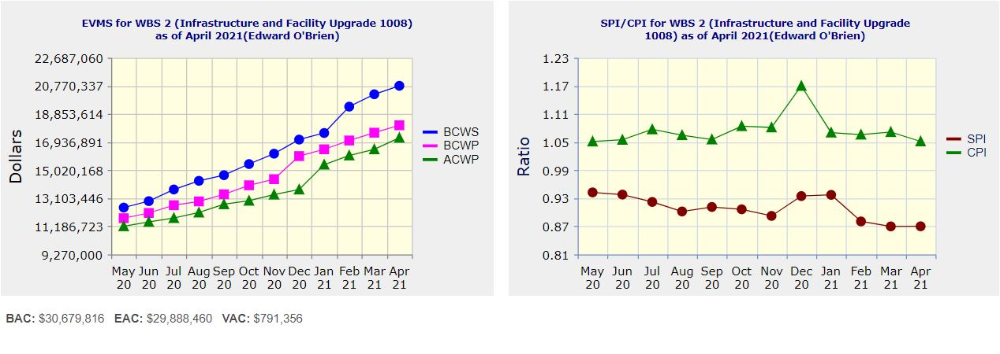 EVMS for WBS 2 (Infrastructure and Facility Upgrade 1008)
as of April 2021(Edward O'Brien)
22,687,060
20,770,337
18,853,614
16,936,891
15,020,168
13,103,446
11,186,723
9,270,000
Dollars
May Jun Jul Aug Sep Oct Nov Dec Jan Feb Mar Apr
20 20 20 20 20 20 20 20 21 21 21 21
BCWS
BCWP
ACWP
SPI/CPI for WBS 2 (Infrastructure and Facility Upgrade
1008) as of April 2021(Edward O'Brien)
1.23
1.17
1.11
1.05
0.99
0.93
0.87
0.81
Ratio
May Jun Jul Aug Sep Oct Nov Dec Jan Feb Mar Apr
20 20 20 20 20 20 20 20 21 21 21 21
SPI
CPI
BAC: $30,679,816 EAC: $29,888,460 VAC: $791,356